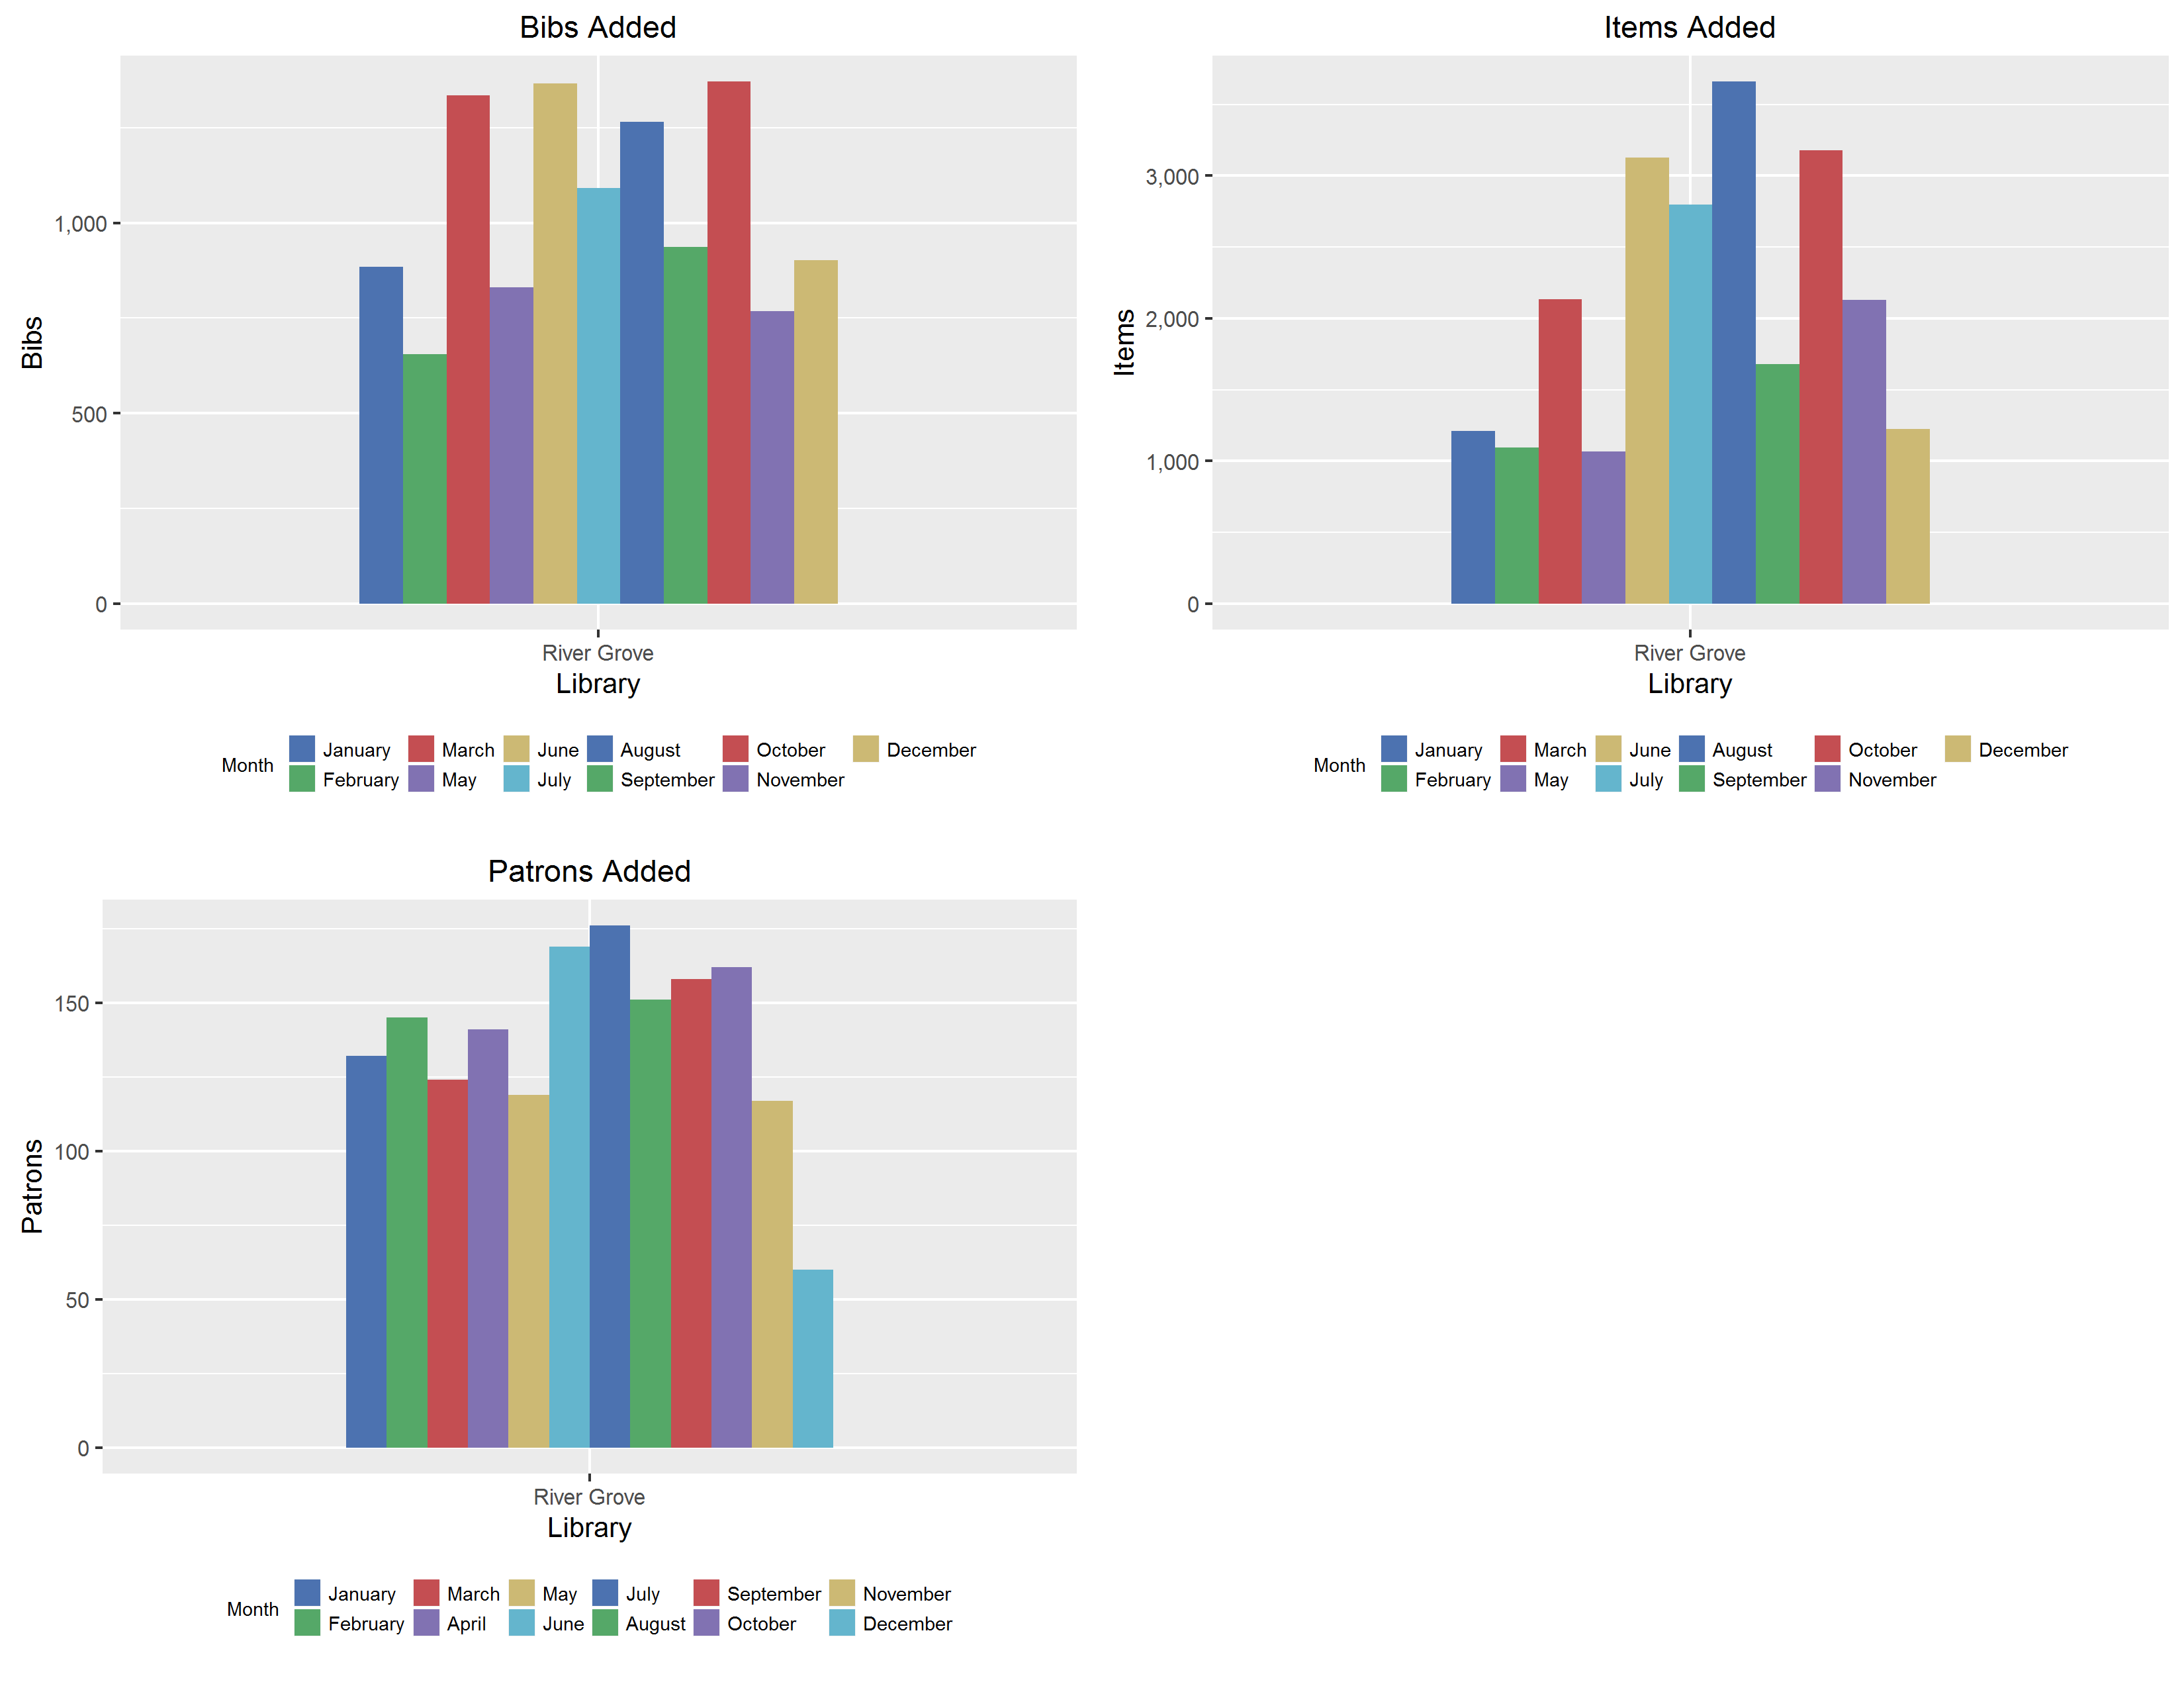 Bibs Added
Bibs
1,000
500
0
River Grove
Library
Month
January March June August October December
February May July September November
Items Added
Items
3,000
2,000
1,000
0
River Grove
Library
Month
January March June August October December
February May July September November
Patrons Added
Patrons
150
100
50
0
River Grove
Library
Month
January March May July September November
February April June August October December